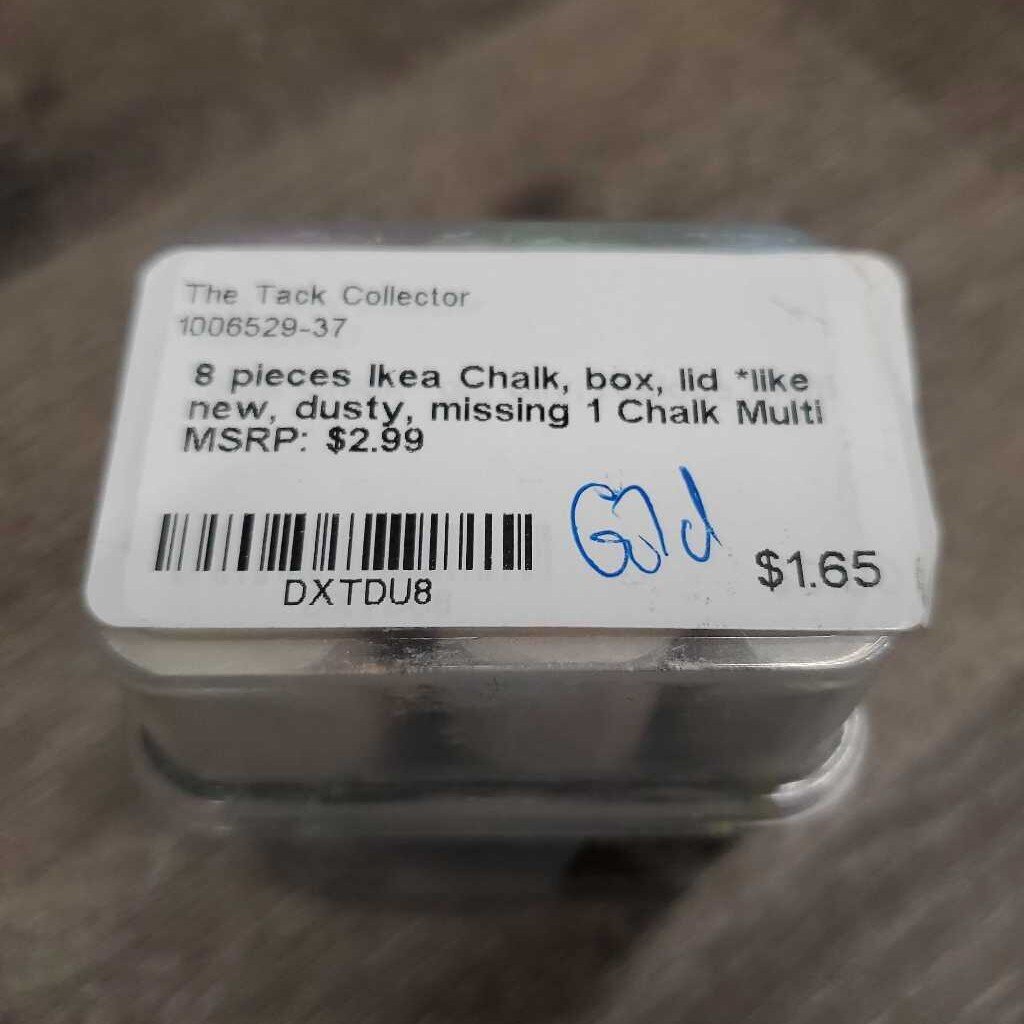 The Tack Collector
1006529-37
8 pieces Ikea Chalk, box, lid *like
new, dusty, missing 1 Chalk Multi
MSRP: $2.99
Gold
$1.65
DXTDU8